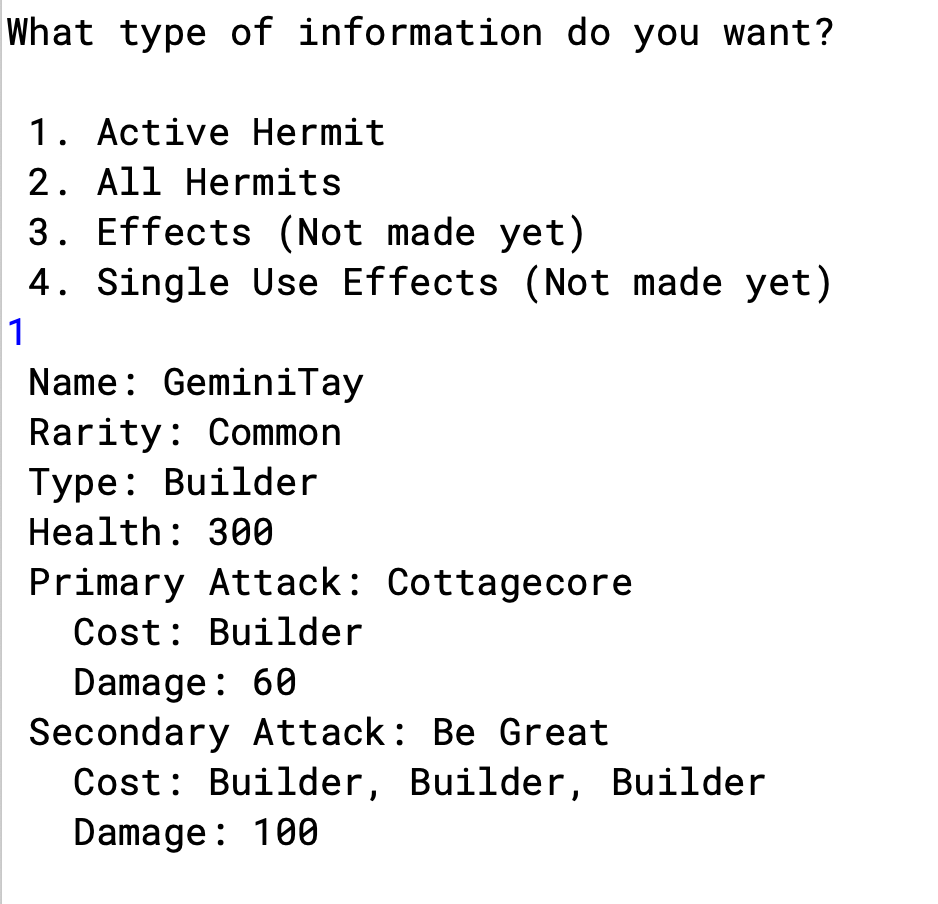 What type of information do you want?
1. Active Hermit
2. All Hermits
3. Effects (Not made yet)
4. Single Use Effects (Not made yet)
1
Name: GeminiTay
Rarity: Common
Type: Builder
Health: 300
Primary Attack: Cottagecore
Cost: Builder
Damage: 60
Secondary Attack: Be Great
Cost: Builder, Builder, Builder
Damage: 100